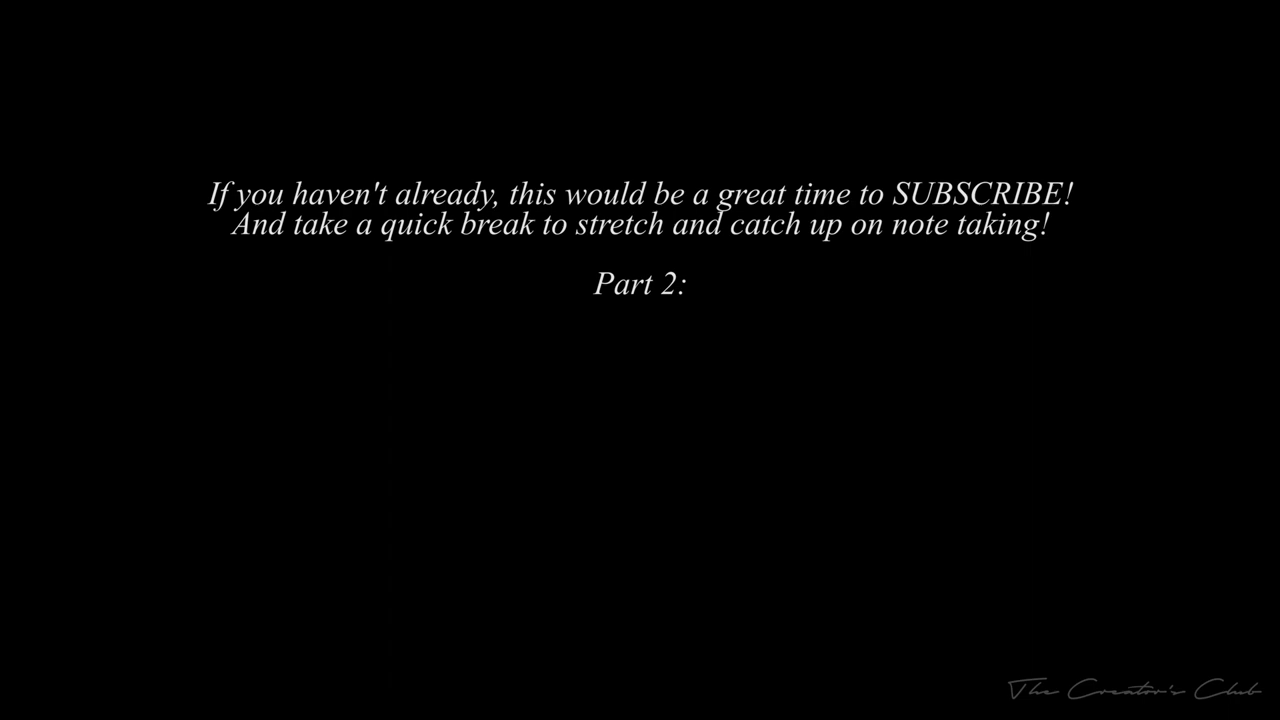 If you haven't already, this would be a great time to SUBSCRIBE!
And take a quick break to stretch and catch up on note taking!
Part 2:
The Creator's Club